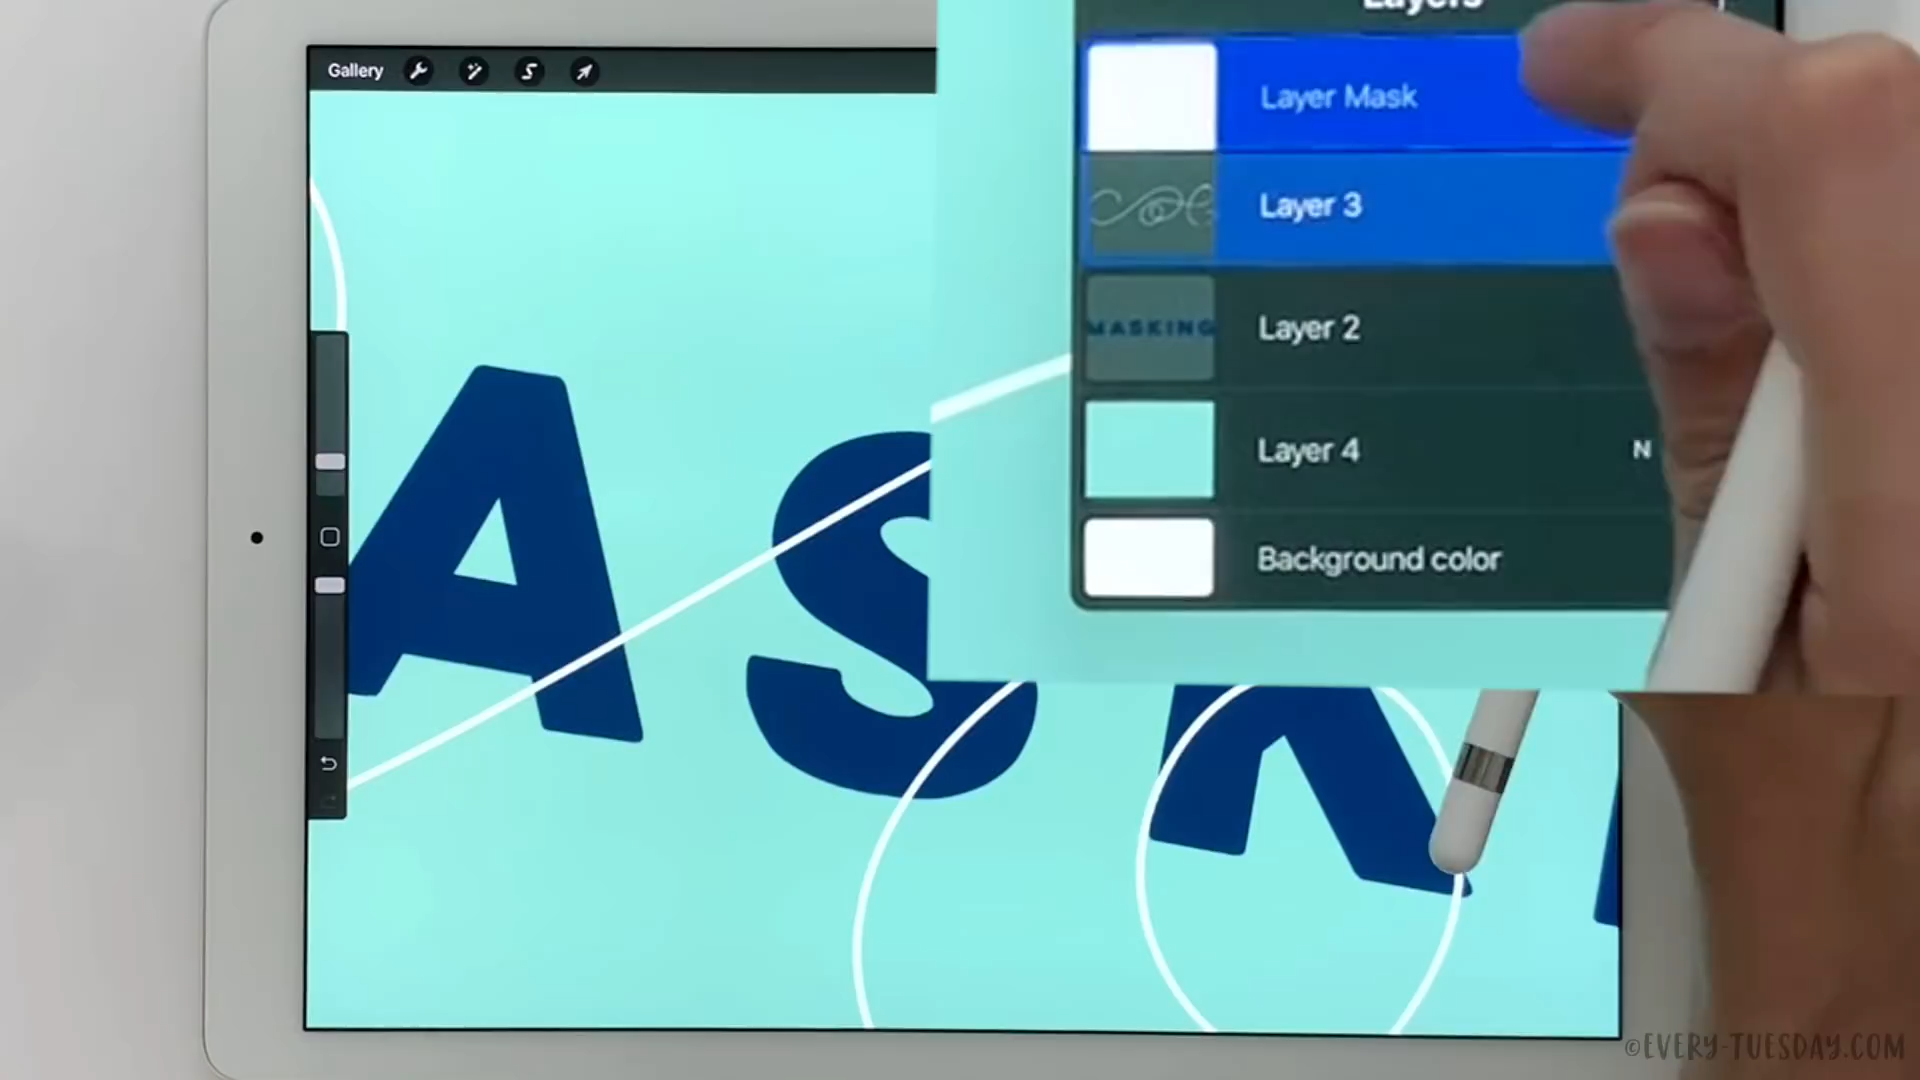 Gallery
Layers
Layer Mask
Layer 3
MASKING
Layer 2
Layer 4
N
Background color
ASK
©EVERY-TUESDAY.COM